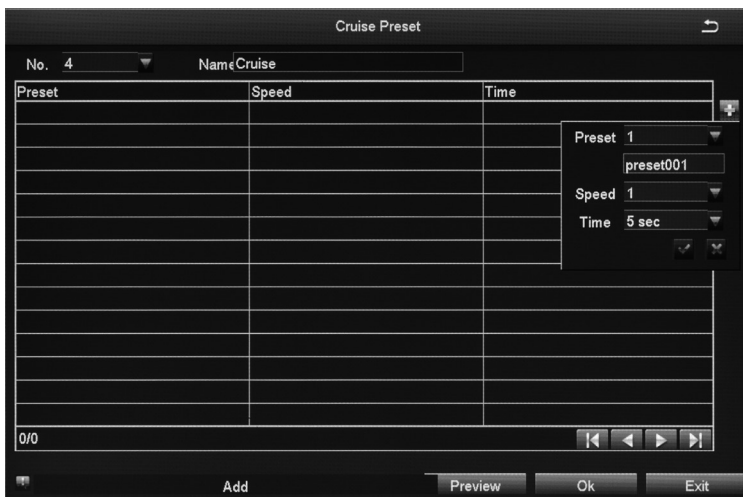 Cruise Preset
No. 4 Name Cruise
Preset Speed Time
Preset 1
preset001
Speed 1
Time 5 sec
0/0
Add Preview Ok Exit